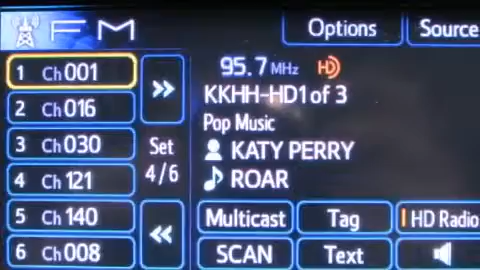 FM
Options
Source
1 Ch 001
2 Ch 016
3 Ch 030
4 Ch 121
5 Ch 140
6 Ch 008
Set
4/6
95.7 MHz HD
KKHH-HD1 of 3
Pop Music
KATY PERRY
ROAR
Multicast
Tag
HD Radio
SCAN
Text